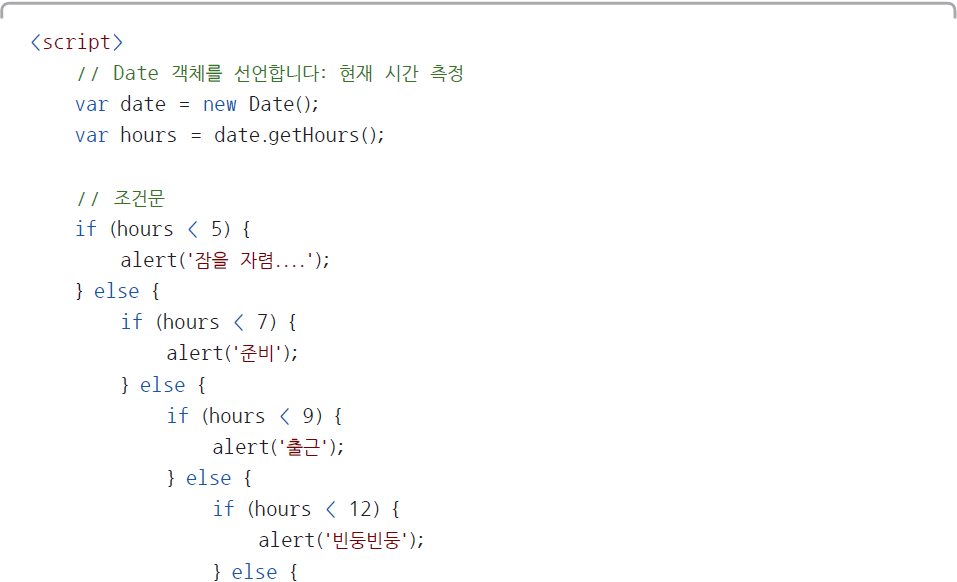 <script>
// Date 객체를 선언합니다: 현재 시간 측정
var date = new Date();
var hours = date.getHours();
// 조건문
if (hours < 5) {
alert('잠을 자렴....');
} else {
if (hours < 7) {
alert('준비');
} else {
if (hours < 9) {
alert('출근');
} else {
if (hours < 12) {
alert('빈둥빈둥');
} else {